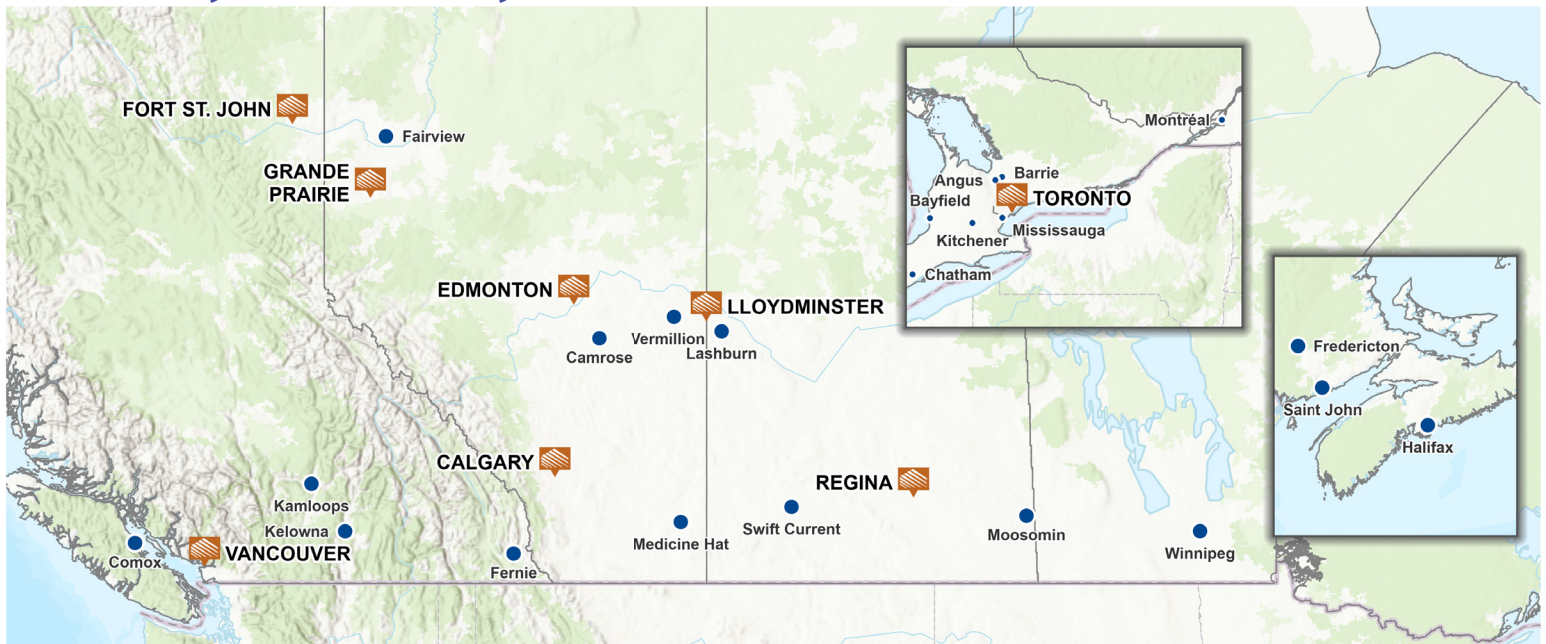 FORT ST. JOHN
Fairview
GRANDE
PRAIRIE
EDMONTON
LLOYDMINSTER
Vermillion
Lashburn
Camrose
CALGARY
REGINA
Kamloops
Kelowna
VANCOUVER
Comox
Fernie
Medicine Hat
Swift Current
Moosomin
Winnipeg
Montréal
Barrie
Angus
TORONTO
Bayfield
Mississauga
Kitchener
Chatham
Fredericton
Saint John
Halifax